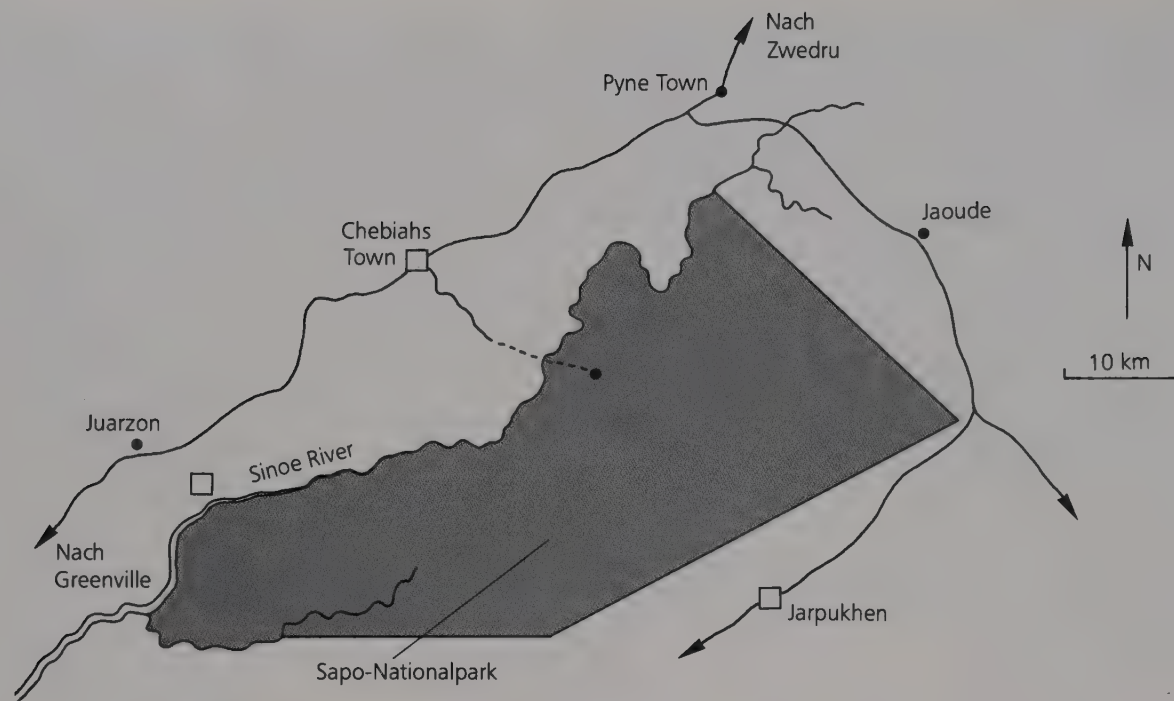 Nach
Zwedru
Pyne Town
Jaoude
Chebiahs
Town
N
10 km
Juarzon
Sinoe River
Nach
Greenville
Jarpukhen
Sapo-Nationalpark